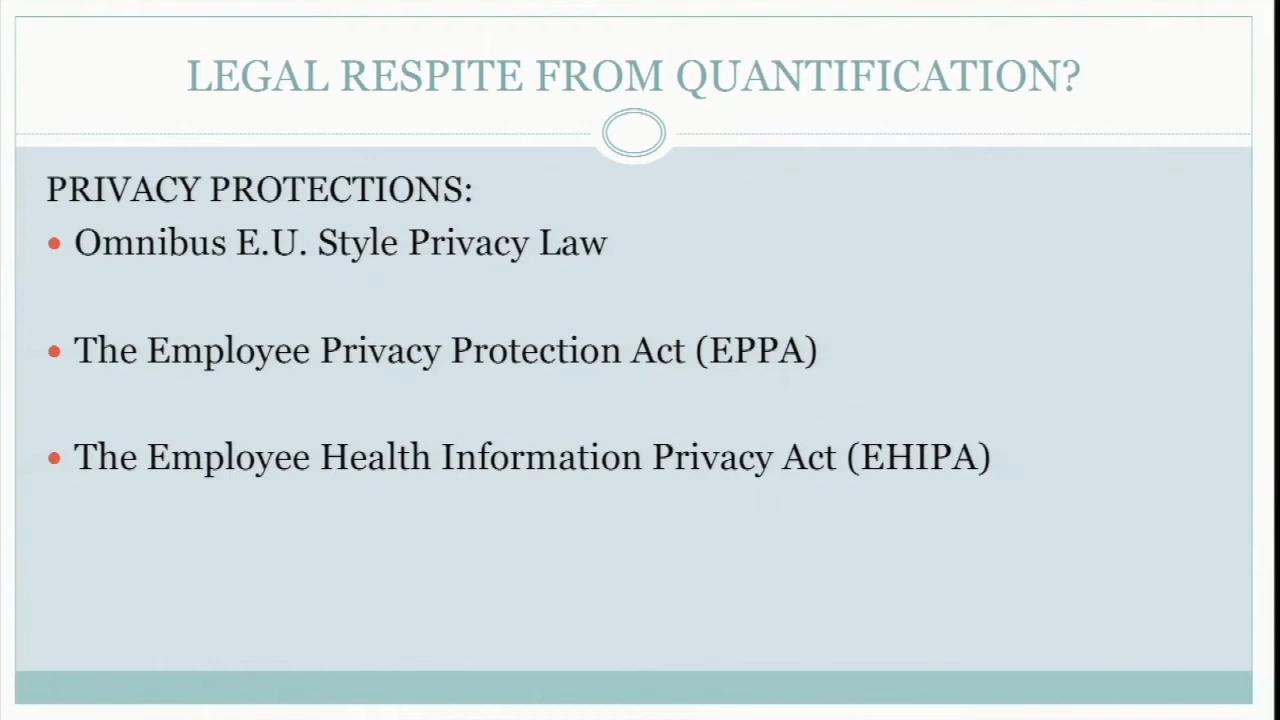 LEGAL RESPITE FROM QUANTIFICATION?
PRIVACY PROTECTIONS:
• Omnibus E.U. Style Privacy Law
• The Employee Privacy Protection Act (EPPA)
• The Employee Health Information Privacy Act (EHIPA)